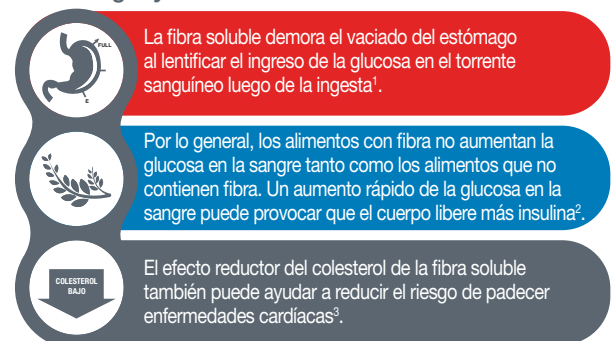 FULL
E
La fibra soluble demora el vaciado del estómago
al lentificar el ingreso de la glucosa en el torrente
sanguíneo luego de la ingesta¹.
Por lo general, los alimentos con fibra no aumentan la
glucosa en la sangre tanto como los alimentos que no
contienen fibra. Un aumento rápido de la glucosa en la
sangre puede provocar que el cuerpo libere más insulina².
COLESTEROL
BAJO
El efecto reductor del colesterol de la fibra soluble
también puede ayudar a reducir el riesgo de padecer
enfermedades cardíacas³.